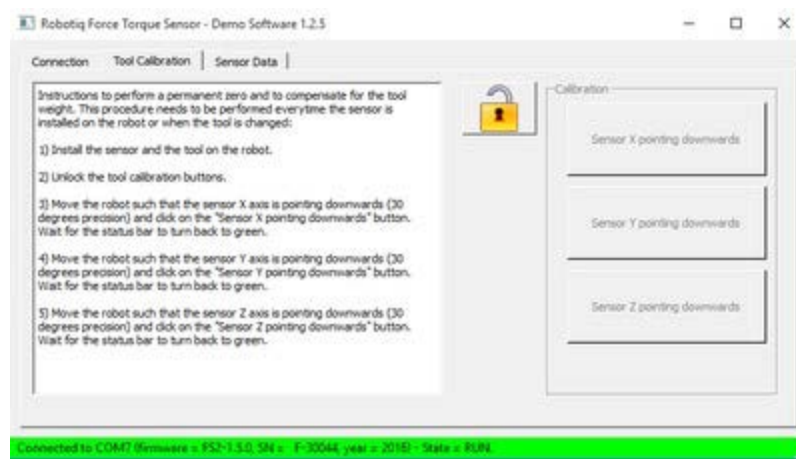 Robotiq Force Torque Sensor - Demo Software 1.2.5
Connection Tool Calibration Sensor Data
Instructions to perform a permanent zero and to compensate for the tool
weight. This procedure needs to be performed everytime the sensor is
installed on the robot or when the tool is changed:
1) Install the sensor and the tool on the robot.
2) Unlock the tool calibration buttons.
3) Move the robot such that the sensor X axis is pointing downwards (30
degrees precision) and click on the "Sensor X pointing downwards" button.
Wait for the status bar to turn back to green.
4) Move the robot such that the sensor Y axis is pointing downwards (30
degrees precision) and click on the "Sensor Y pointing downwards" button.
Wait for the status bar to turn back to green.
5) Move the robot such that the sensor Z axis is pointing downwards (30
degrees precision) and click on the "Sensor Z pointing downwards" button.
Wait for the status bar to turn back to green.
Calibration
Sensor X pointing downwards
Sensor Y pointing downwards
Sensor Z pointing downwards
Connected to COM7 (firmware = FS2-1.5.0, SN = F-30044, year = 2016) - State = RUN.